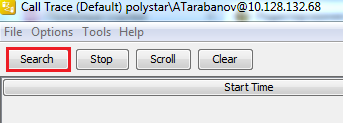 Call Trace (Default) polystar\ATarabanov@10.128.132.68
File Options Tools Help
Search Stop Scroll Clear
Start Time